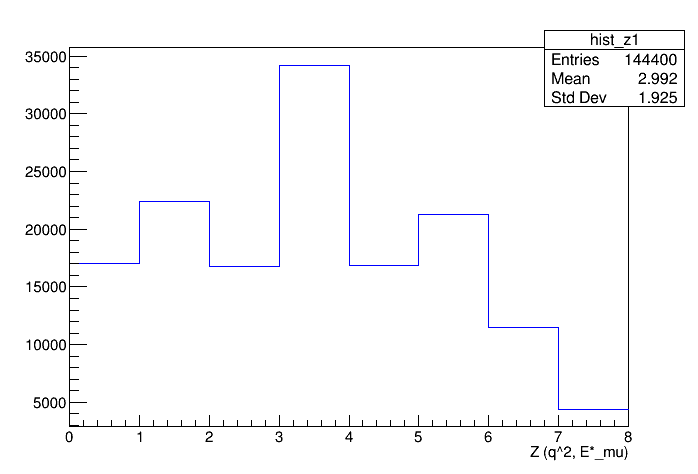 hist_z1
Entries 144400
Mean 2.992
Std Dev 1.925
35000
30000
25000
20000
15000
10000
5000
0 1 2 3 4 5 6 7 8
Z (q^2, E*_mu)